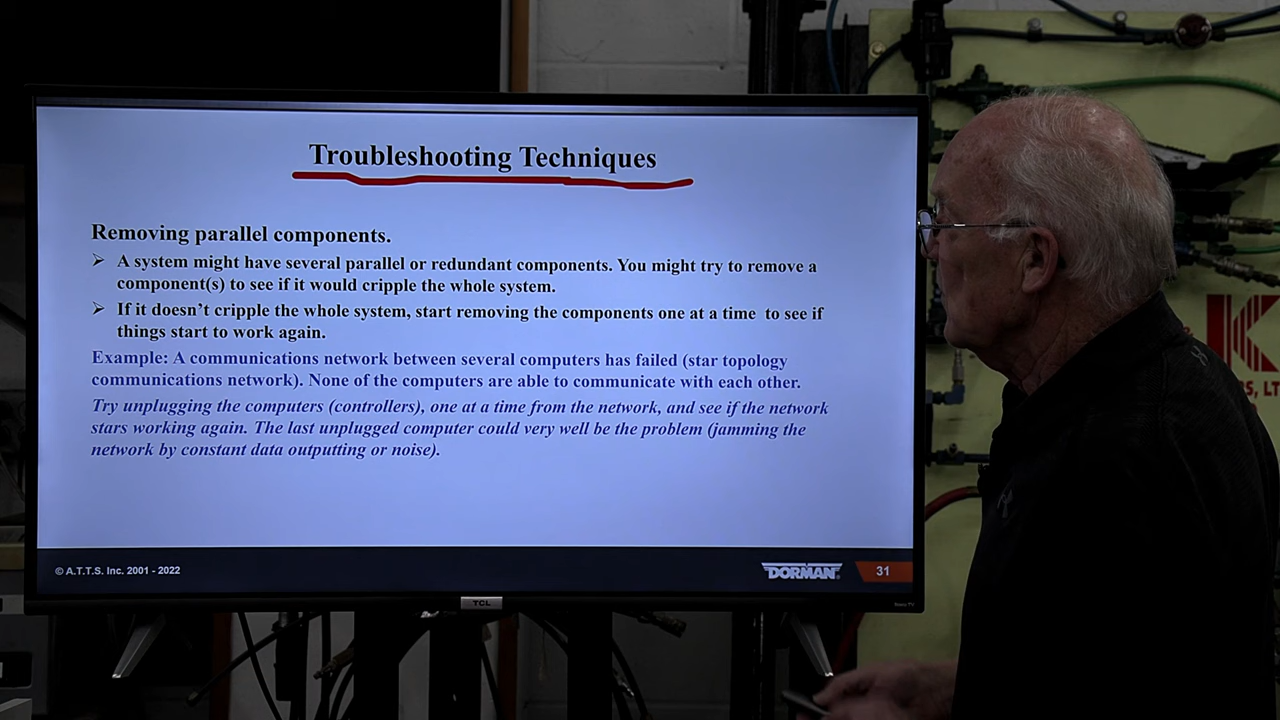 Troubleshooting Techniques
Removing parallel components.
➤ A system might have several parallel or redundant components. You might try to remove a
component(s) to see if it would cripple the whole system.
➤ If it doesn't cripple the whole system, start removing the components one at a time to see if
things start to work again.
Example: A communications network between several computers has failed (star topology
communications network). None of the computers are able to communicate with each other.
Try unplugging the computers (controllers), one at a time from the network, and see if the network
stars working again. The last unplugged computer could very well be the problem (jamming the
network by constant data outputting or noise).
© A.T.T.S. Inc. 2001 - 2022
DORMAN
31
TCL
Roku TV
K
RS, LT